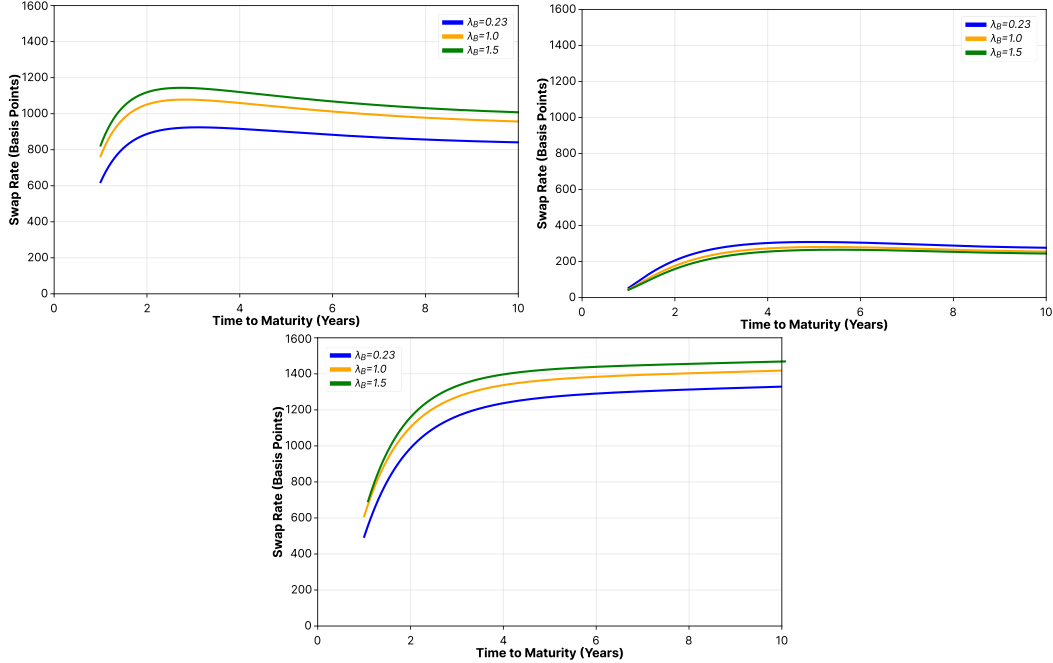 Swap Rate (Basis Points)
1600
1400
1200
1000
800
600
400
200
0
0 2 4 6 8 10
Time to Maturity (Years)
λB=0.23
λB=1.0
λB=1.5
Swap Rate (Basis Points)
1600
1400
1200
1000
800
600
400
200
0
0 2 4 6 8 10
Time to Maturity (Years)
λB=0.23
λB=1.0
λB=1.5
Swap Rate (Basis Points)
1600
1400
1200
1000
800
600
400
200
0
0 2 4 6 8 10
Time to Maturity (Years)
λB=0.23
λB=1.0
λB=1.5